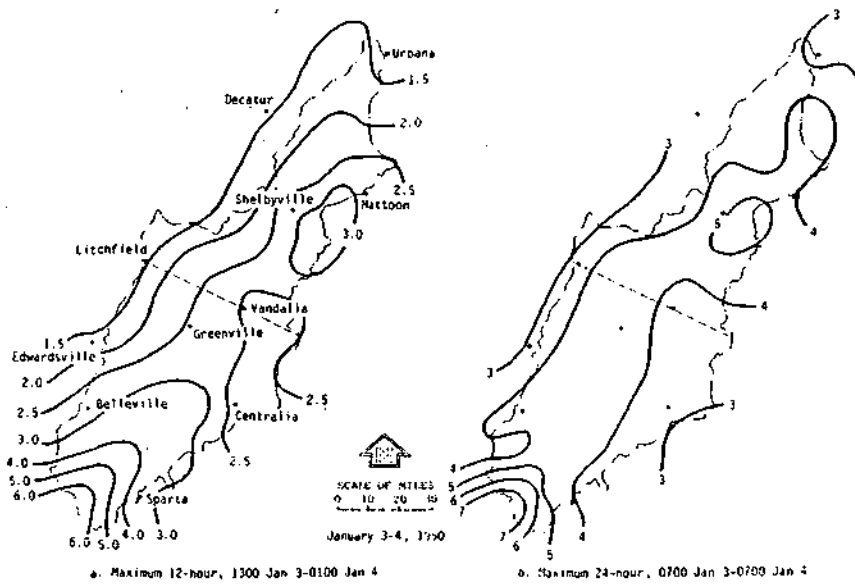 3
Urbana
1.5
Decatur
2.0
3
2.5
Shelbyville
Mattoon
3.0
5
4
Litchfield
Vandalia
4
Greenville
1.5
Edwardsville
2.0
3
2.5
2.5
Belleville
Centralia
3
3.0
2.5
4.0
4
5.0
5
3
6.0
6
Sparta
SCALE OF MILES
0 10 20 30
6.0
5.0
4.0
3.0
7
6
5
4
January 3-4, 1950
a. Maximum 12-hour, 1300 Jan 3-0100 Jan 4
b. Maximum 24-hour, 0700 Jan 3-0700 Jan 4